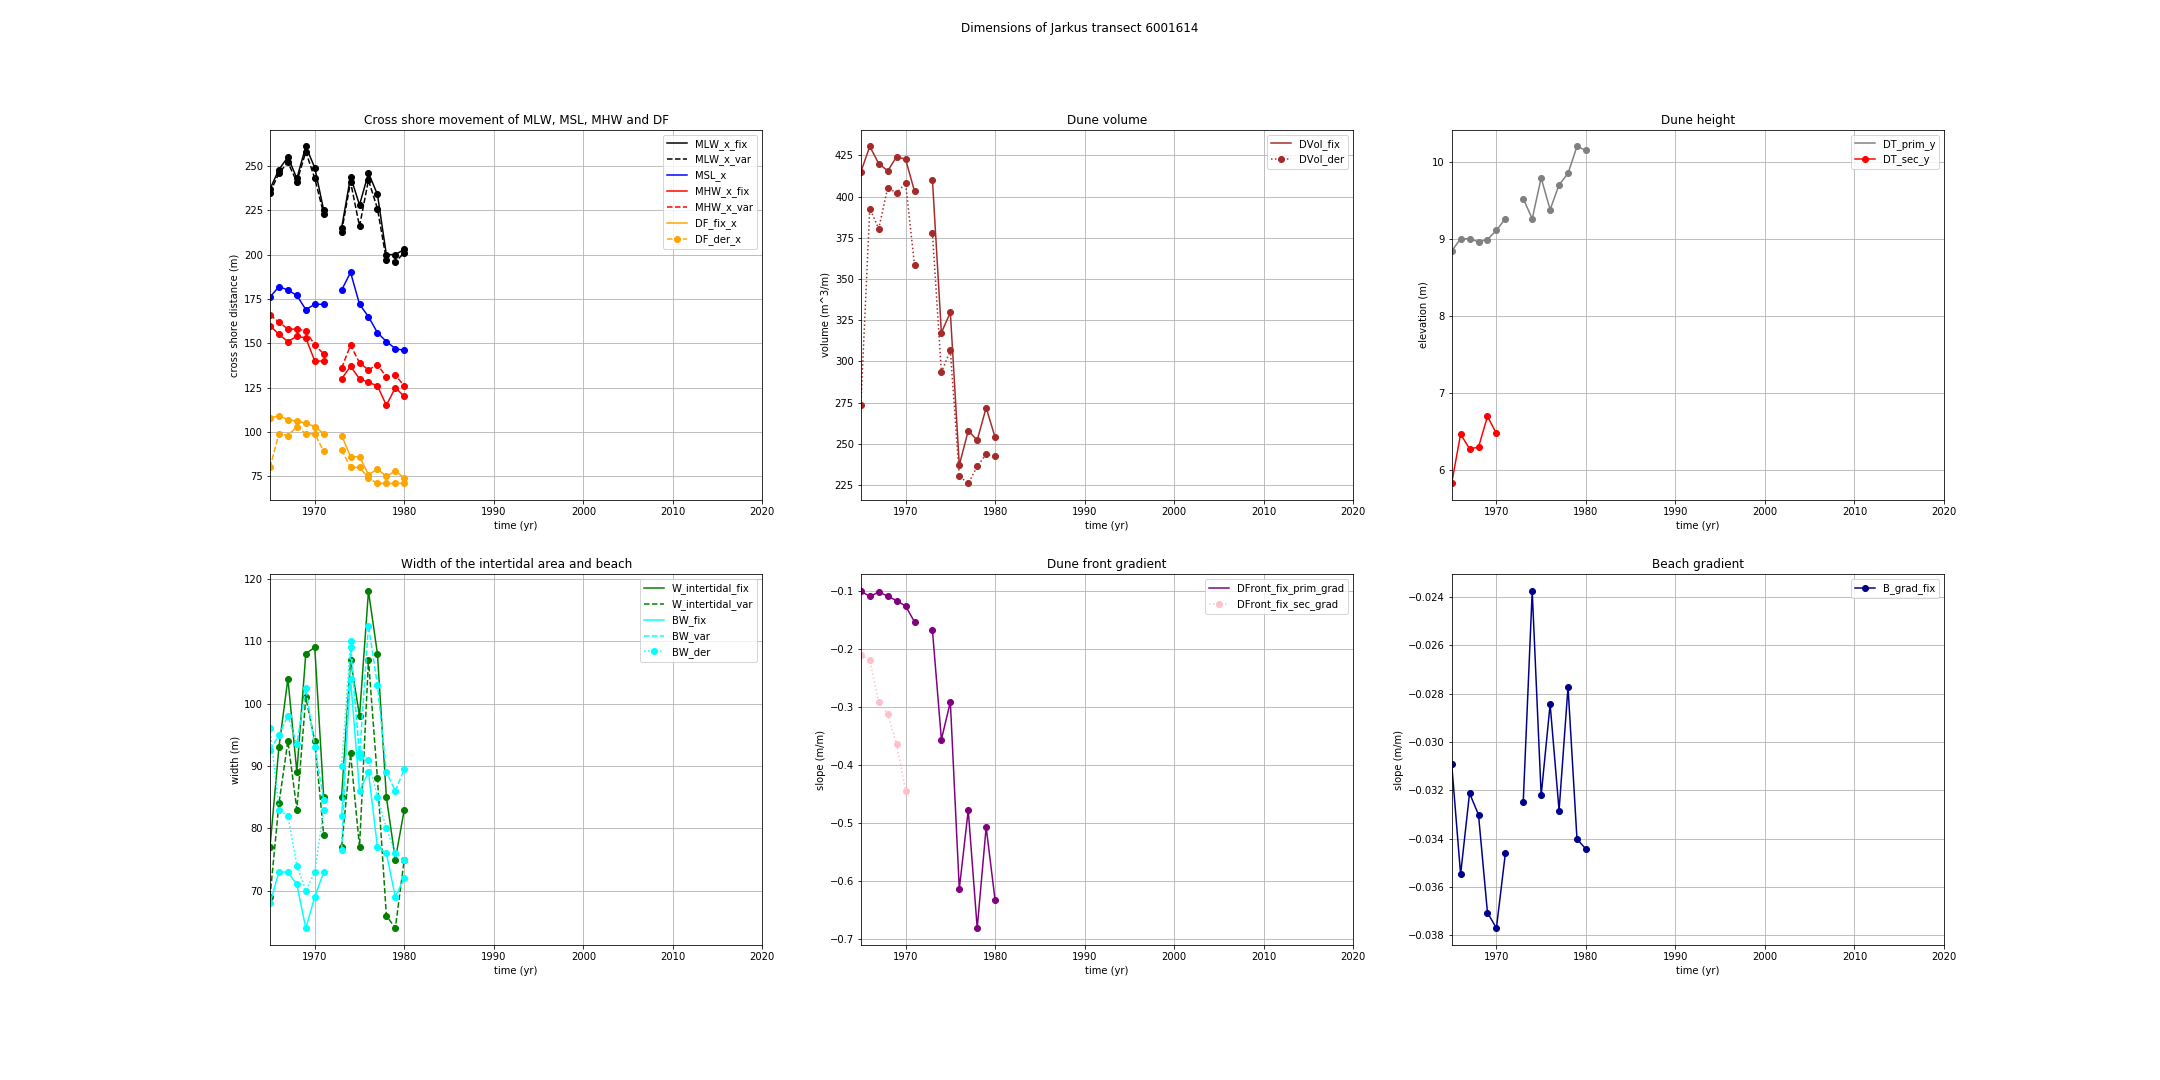 Dimensions of Jarkus transect 6001614
Cross shore movement of MLW, MSL, MHW and DF
cross shore distance (m)
250
225
200
175
150
125
100
75
MLW_x_fix
MLW_x_var
MSL_x
MHW_x_fix
MHW_x_var
DF_fix_x
DF_der_x
1970 1980 1990 2000 2010 2020
time (yr)
Dune volume
volume (m^3/m)
425
400
375
350
325
300
275
250
225
DVol_fix
DVol_der
1970 1980 1990 2000 2010 2020
time (yr)
Dune height
elevation (m)
10
9
8
7
6
DT_prim_y
DT_sec_y
1970 1980 1990 2000 2010 2020
time (yr)
Width of the intertidal area and beach
width (m)
120
110
100
90
80
70
W_intertidal_fix
W_intertidal_var
BW_fix
BW_var
BW_der
1970 1980 1990 2000 2010 2020
time (yr)
Dune front gradient
slope (m/m)
−0.1
−0.2
−0.3
−0.4
−0.5
−0.6
−0.7
DFront_fix_prim_grad
DFront_fix_sec_grad
1970 1980 1990 2000 2010 2020
time (yr)
Beach gradient
slope (m/m)
−0.024
−0.026
−0.028
−0.030
−0.032
−0.034
−0.036
−0.038
B_grad_fix
1970 1980 1990 2000 2010 2020
time (yr)